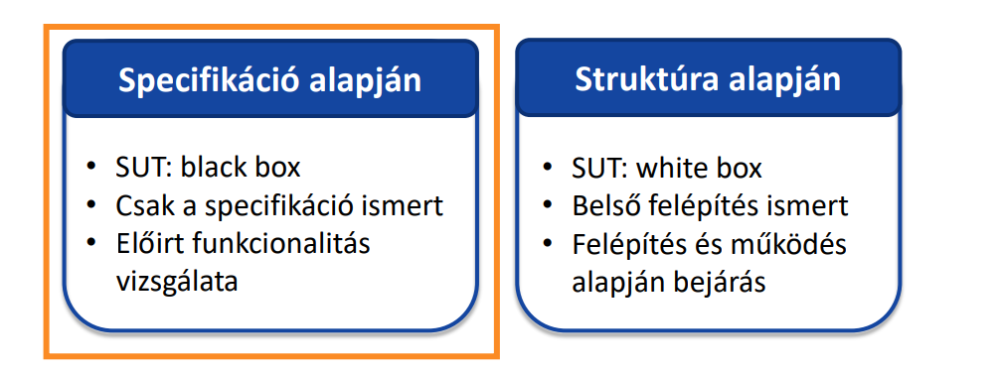 Specifikáció alapján
• SUT: black box
• Csak a specifikáció ismert
• Előirt funkcionalitás
vizsgálata
Struktúra alapján
• SUT: white box
• Belső felépítés ismert
• Felépítés és működés
alapján bejárás